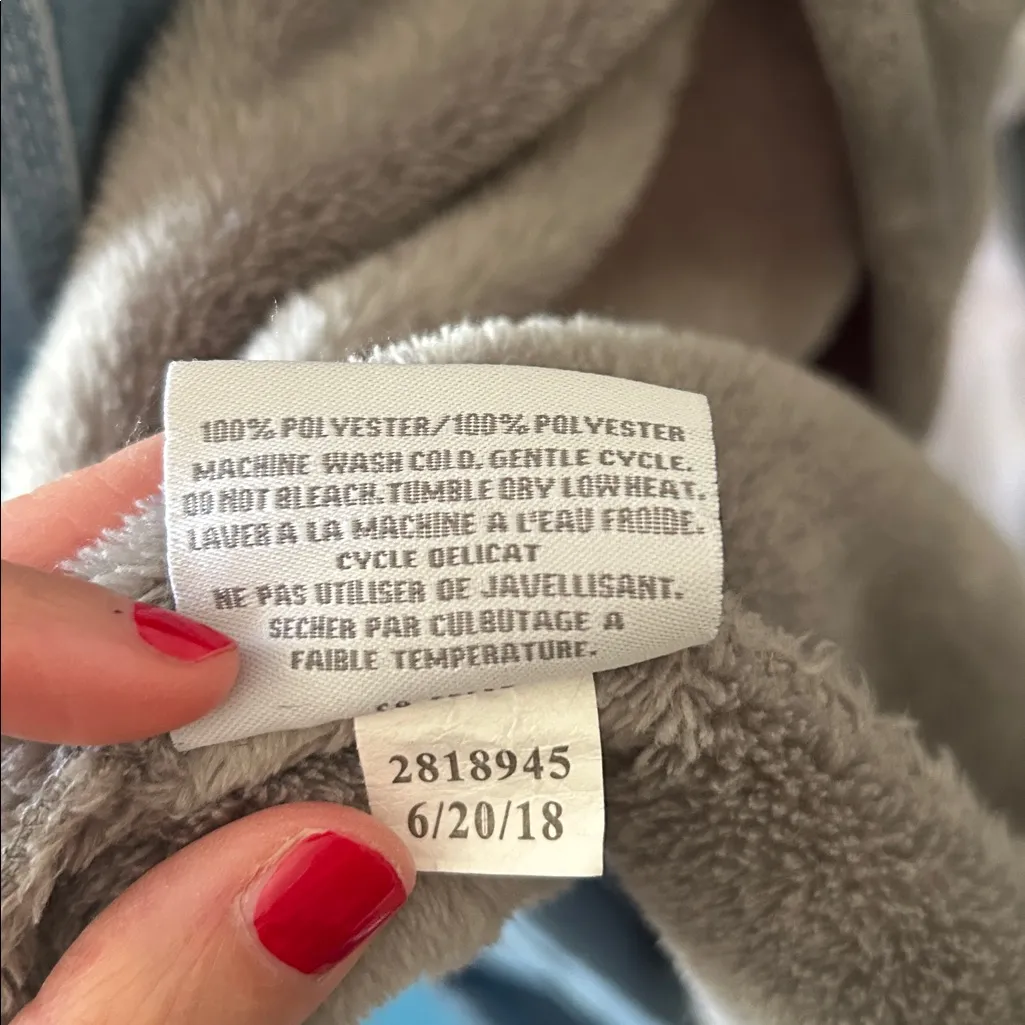 100% POLYESTER/100% POLYESTER
MACHINE WASH COLD. GENTLE CYCLE.
DO NOT BLEACH. TUMBLE DRY LOW HEAT.
LAVER A LA MACHINE A L'EAU FROIDE.
CYCLE DELICAT
NE PAS UTILISER DE JAVELLISANT.
SECHER PAR CULBUTAGE A
FAIBLE TEMPERATURE.
2818945
6/20/18